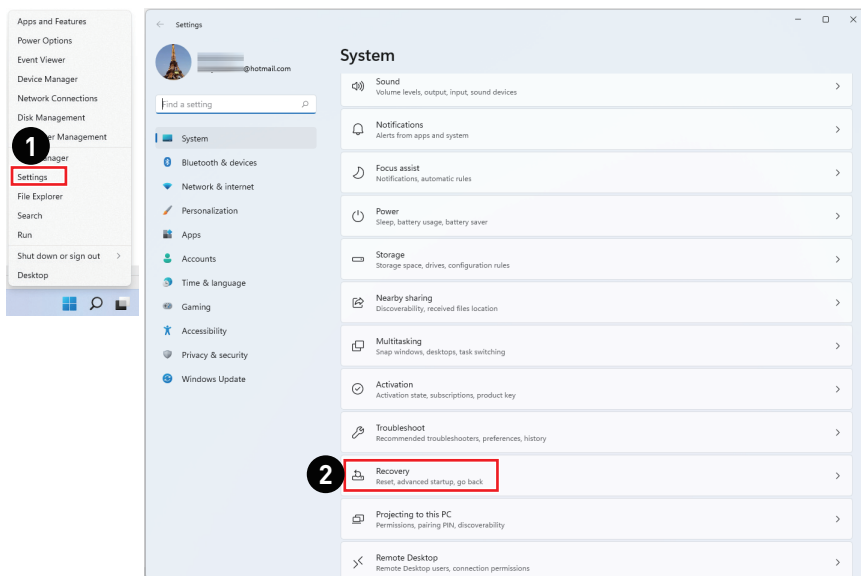 Apps and Features
Power Options
Event Viewer
Device Manager
Network Connections
Disk Management
Management
1
Settings
File Explorer
Search
Run
Shut down or sign out
Desktop
Settings
@hotmail.com
Find a setting
System
Bluetooth & devices
Network & internet
Personalization
Apps
Accounts
Time & language
Gaming
Accessibility
Privacy & security
Windows Update
System
Sound
Volume levels, output, input, sound devices
Notifications
Alerts from apps and system
Focus assist
Notifications, automatic rules
Power
Sleep, battery usage, battery saver
Storage
Storage space, drives, configuration rules
Nearby sharing
Discoverability, received files location
Multitasking
Snap windows, desktops, task switching
Activation
Activation state, subscriptions, product key
Troubleshoot
Recommended troubleshooters, preferences, history
2
Recovery
Reset, advanced startup, go back
Projecting to this PC
Permissions, pairing PIN, discoverability
Remote Desktop
Remote Desktop users, connection permissions